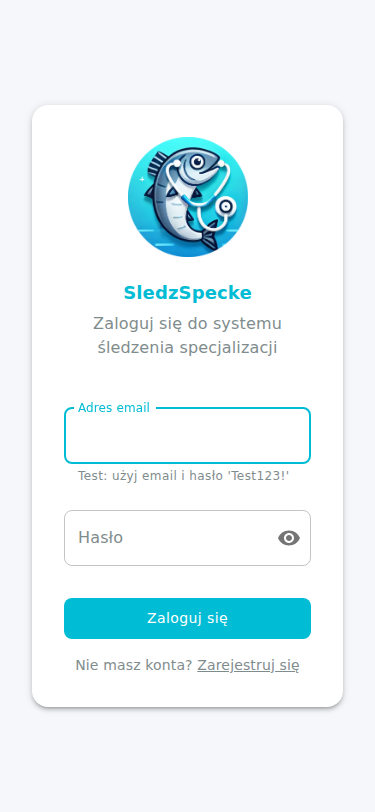 SledzSpecke
Zaloguj się do systemu
śledzenia specjalizacji
Adres email
Test: użyj email i hasło 'Test123!'
Hasło
Zaloguj się
Nie masz konta? Zarejestruj się